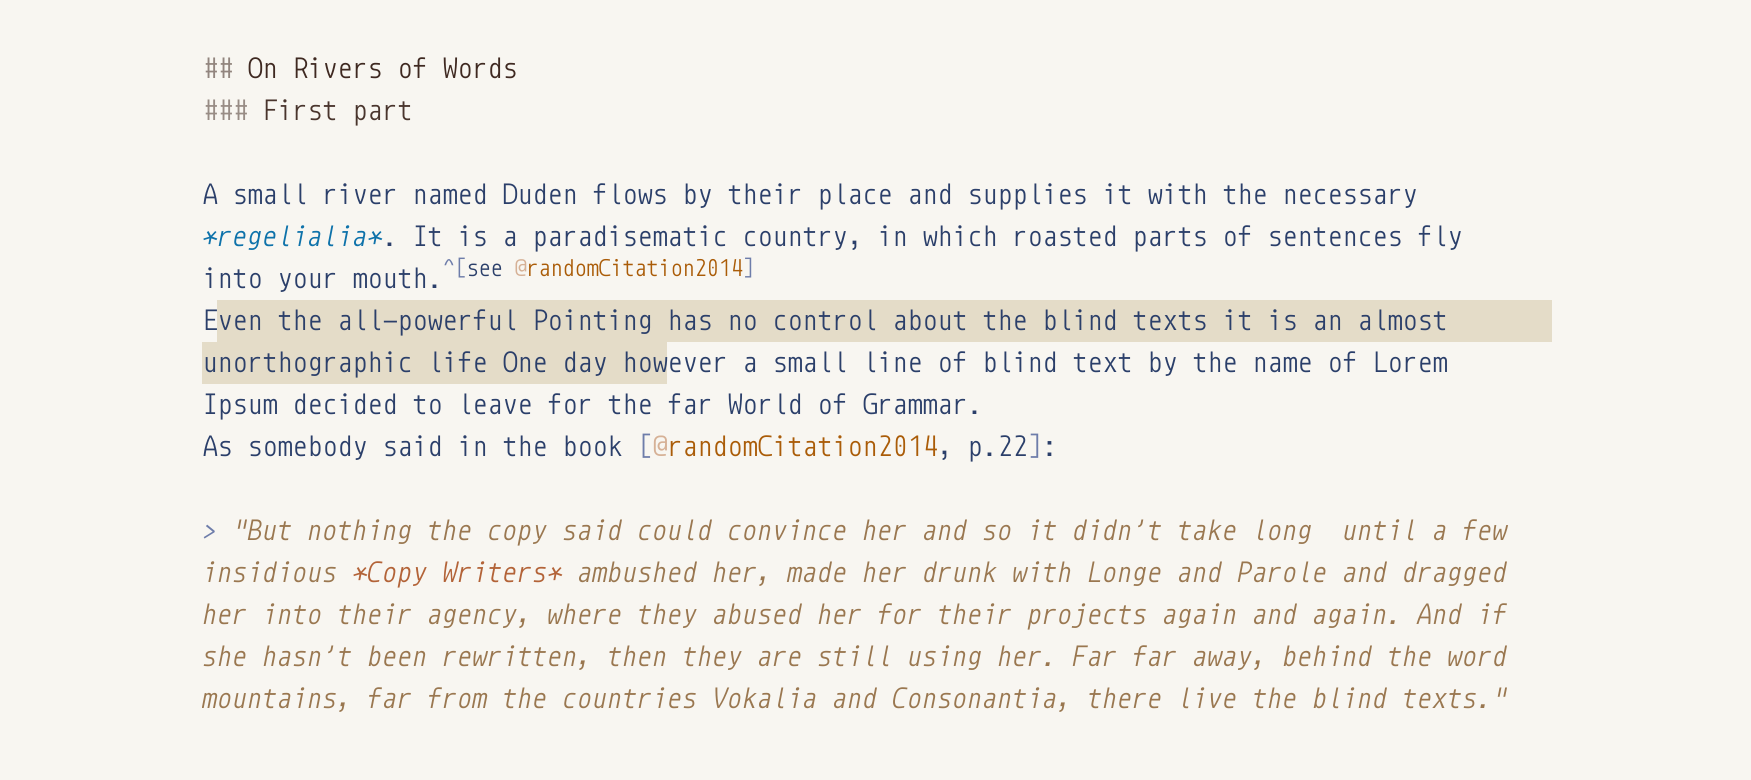 ## On Rivers of Words
### First part
A small river named Duden flows by their place and supplies it with the necessary
*regelialia*. It is a paradisematic country, in which roasted parts of sentences fly
into your mouth.^[see @randomCitation2014]
Even the all-powerful Pointing has no control about the blind texts it is an almost
unorthographic life One day however a small line of blind text by the name of Lorem
Ipsum decided to leave for the far World of Grammar.
As somebody said in the book [@randomCitation2014, p.22]:
> "But nothing the copy said could convince her and so it didn't take long  until a few
insidious *Copy Writers* ambushed her, made her drunk with Longe and Parole and dragged
her into their agency, where they abused her for their projects again and again. And if
she hasn't been rewritten, then they are still using her. Far far away, behind the word
mountains, far from the countries Vokalia and Consonantia, there live the blind texts."